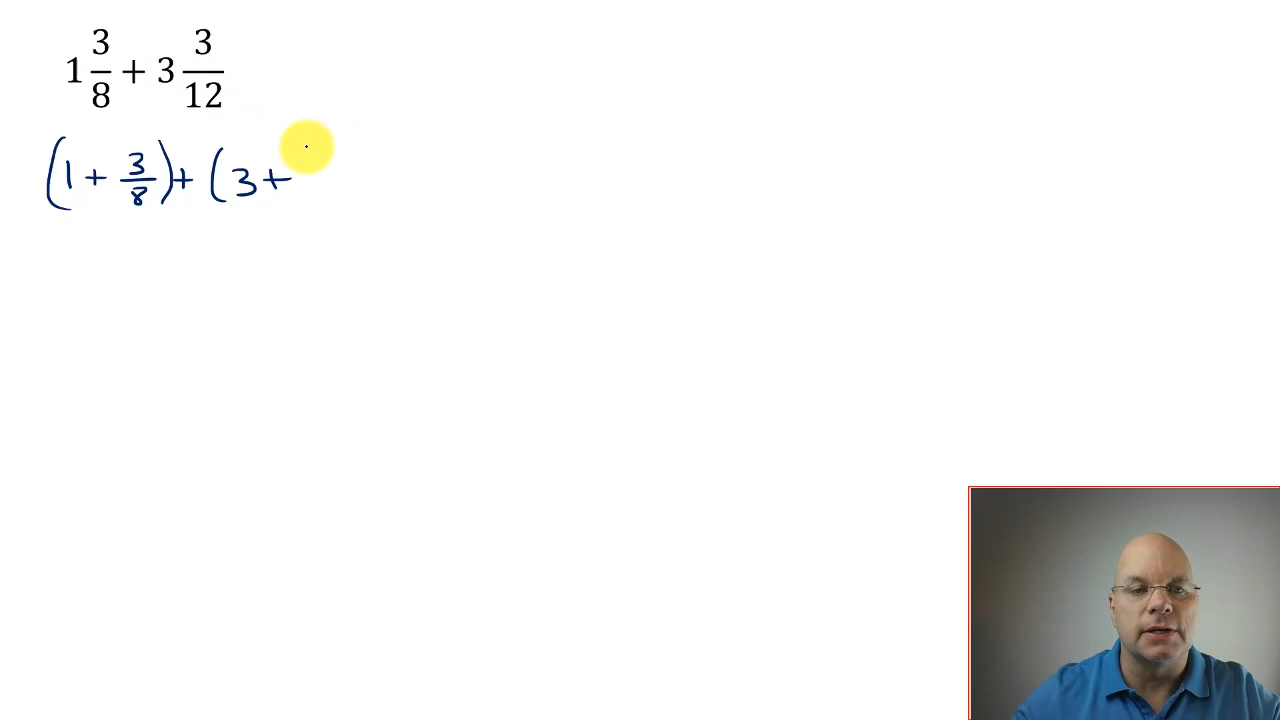 1 3/8 + 3 3/12
(1 + 3/8) + (3 +